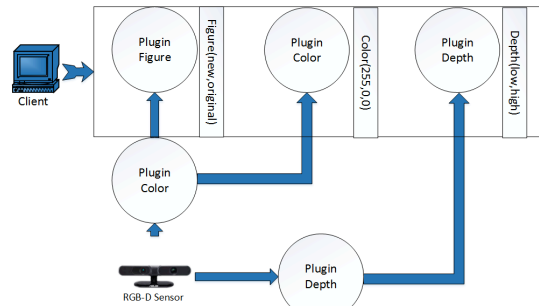 Plugin
Figure
Figure(new,original)
Plugin
Color
Color(255,0,0)
Plugin
Depth
Depth(low,high)
Client
Plugin
Color
RGB-D Sensor
Plugin
Depth